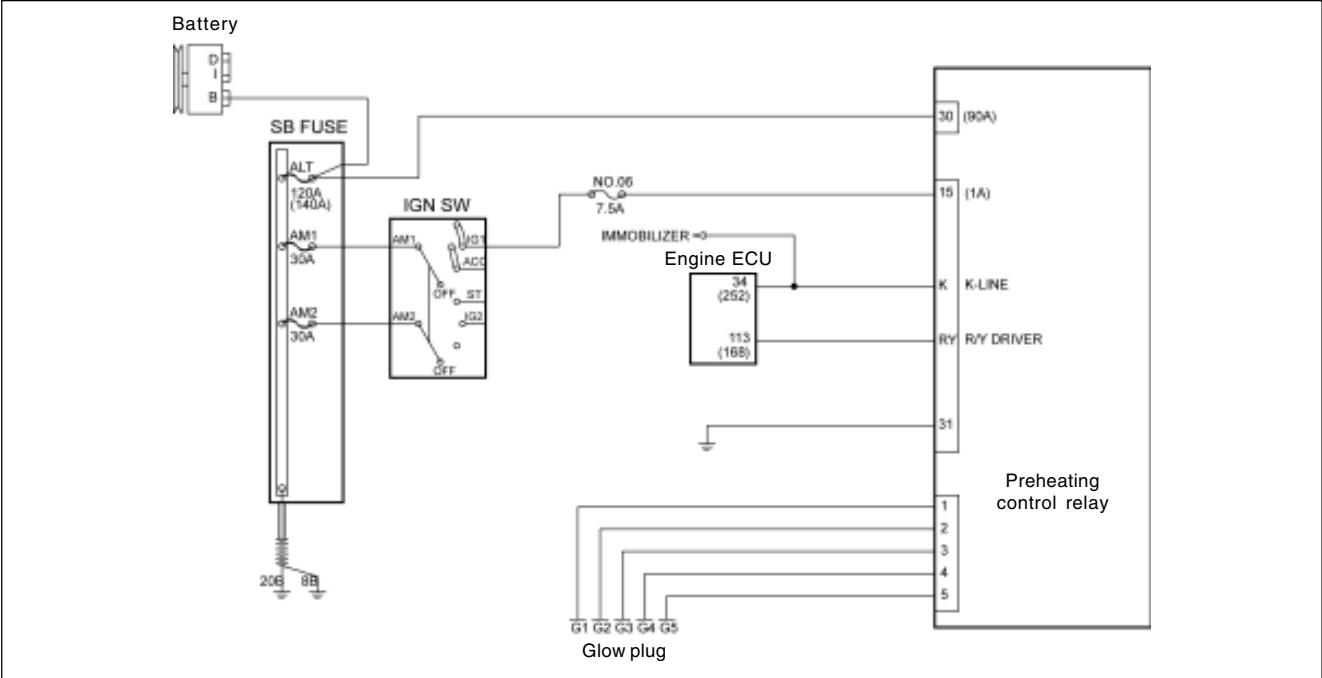 Battery
D
I
B
SB FUSE
ALT
120A
(140A)
AM1
30A
AM2
30A
IGN SW
AM1
IG1
ACC
OFF
ST
AM2
IG2
OFF
NO.06
7.5A
IMMOBILIZER
Engine ECU
34
(252)
113
(168)
30 (90A)
15 (1A)
K K-LINE
RY R/Y DRIVER
31
Preheating
control relay
1
2
3
4
5
20B 8B
G1 G2 G3 G4 G5
Glow plug